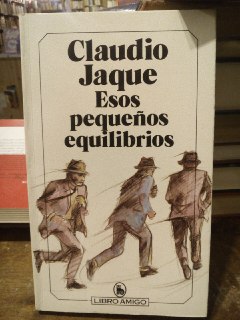 Claudio
Jaque
Esos
pequeños
equilibrios
LIBRO AMIGO